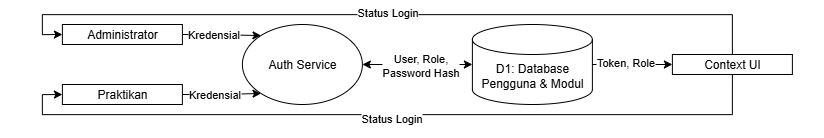 Status Login
Administrator
Kredensial
Auth Service
User, Role,
Password Hash
D1: Database
Pengguna & Modul
Token, Role
Context UI
Praktikan
Kredensial
Status Login